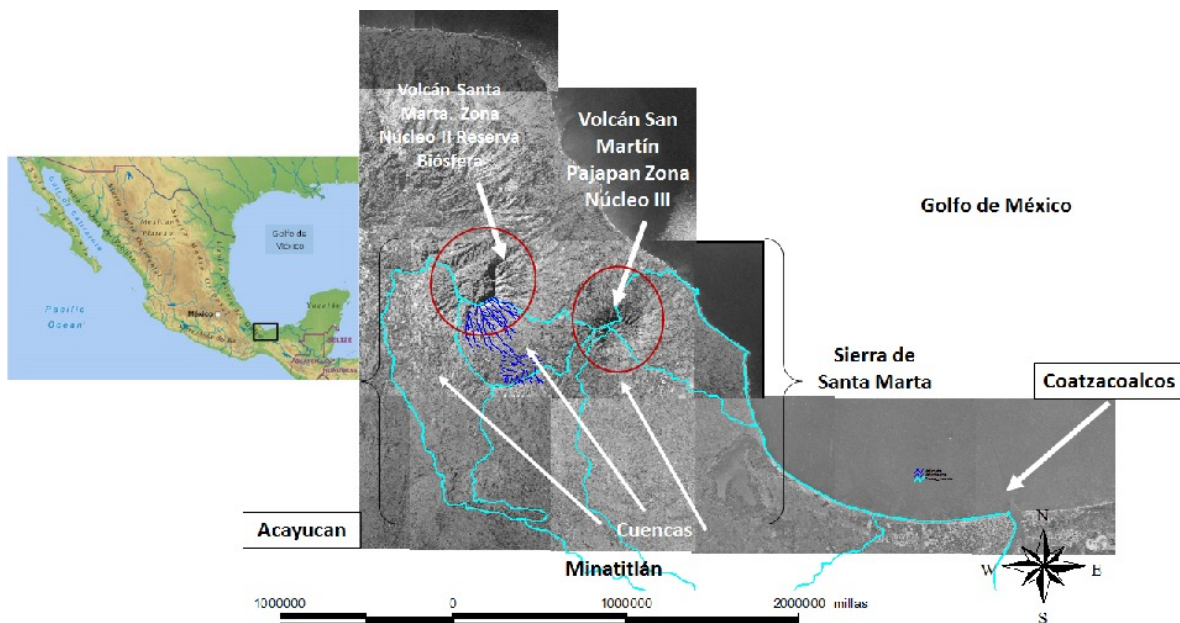 Volcán Santa
Marta. Zona
Núcleo II Reserva
Biósfera
Volcán San
Martín
Pajapan Zona
Núcleo III
Golfo de México
Golfo de
México
Pacific
Ocean
México
BELIZE
Sierra de
Santa Marta
Coatzacoalcos
Acayucan
Cuencas
Minatitlán
N
W E
S
1000000 0 1000000 2000000 millas